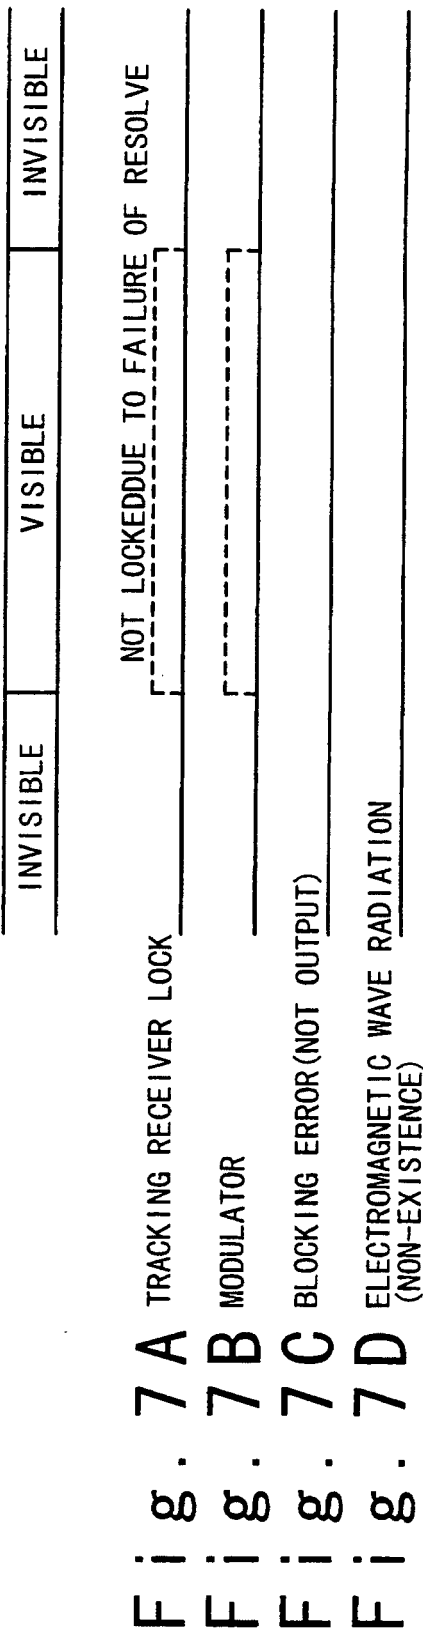 INVISIBLE VISIBLE INVISIBLE
NOT LOCKEDDUE TO FAILURE OF RESOLVE
Fig. 7A TRACKING RECEIVER LOCK
Fig. 7B MODULATOR
Fig. 7C BLOCKING ERROR(NOT OUTPUT)
Fig. 7D ELECTROMAGNETIC WAVE RADIATION
(NON-EXISTENCE)